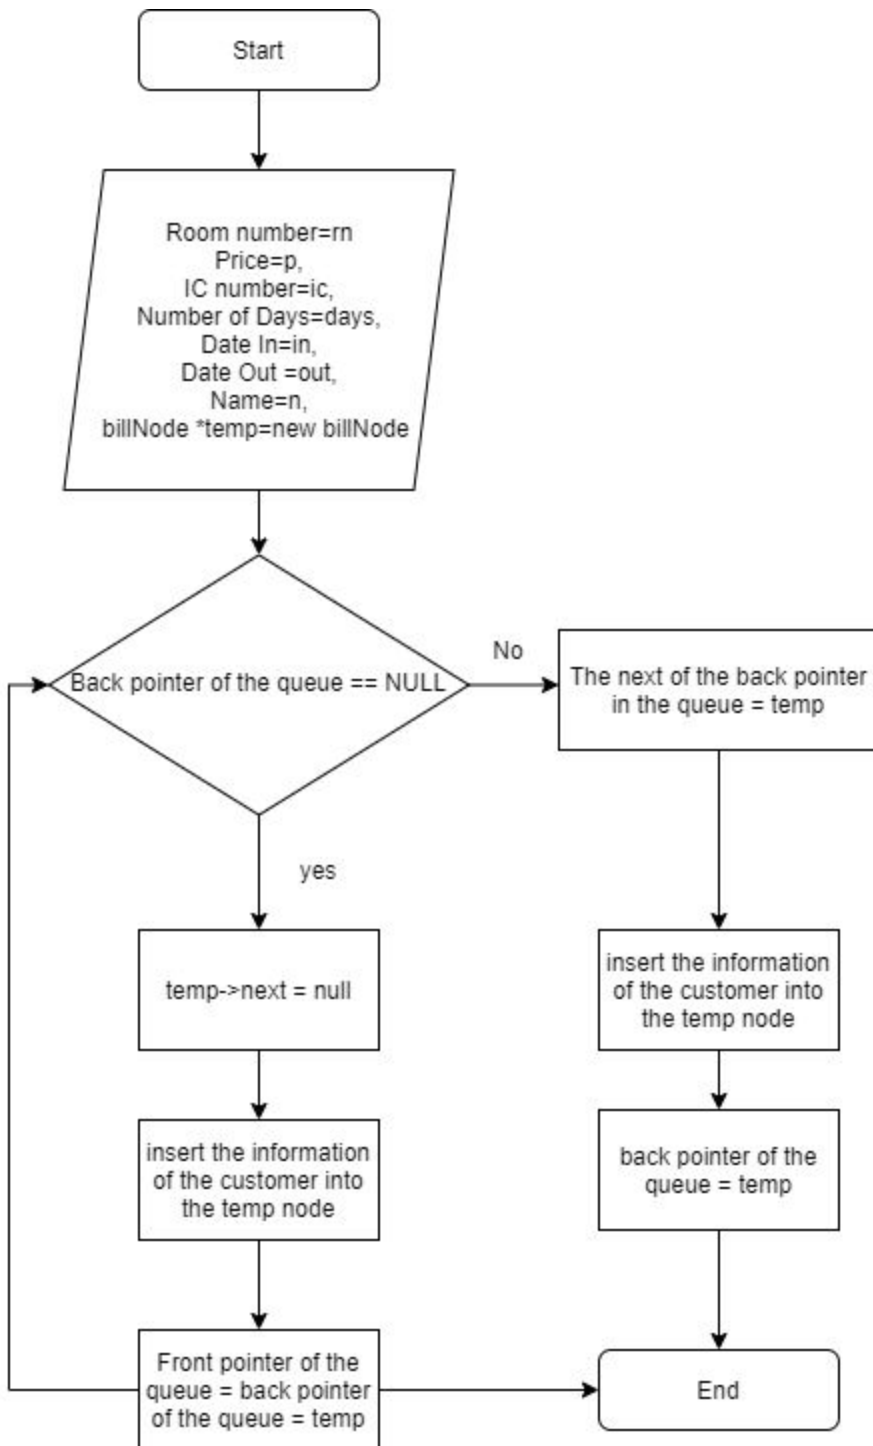 Start
Room number=rn
Price=p,
IC number=ic,
Number of Days=days,
Date In=in,
Date Out =out,
Name=n,
billNode *temp=new billNode
Back pointer of the queue == NULL
No
The next of the back pointer
in the queue = temp
yes
temp->next = null
insert the information
of the customer into
the temp node
insert the information
of the customer into
the temp node
back pointer of the
queue = temp
Front pointer of the
queue = back pointer
of the queue = temp
End